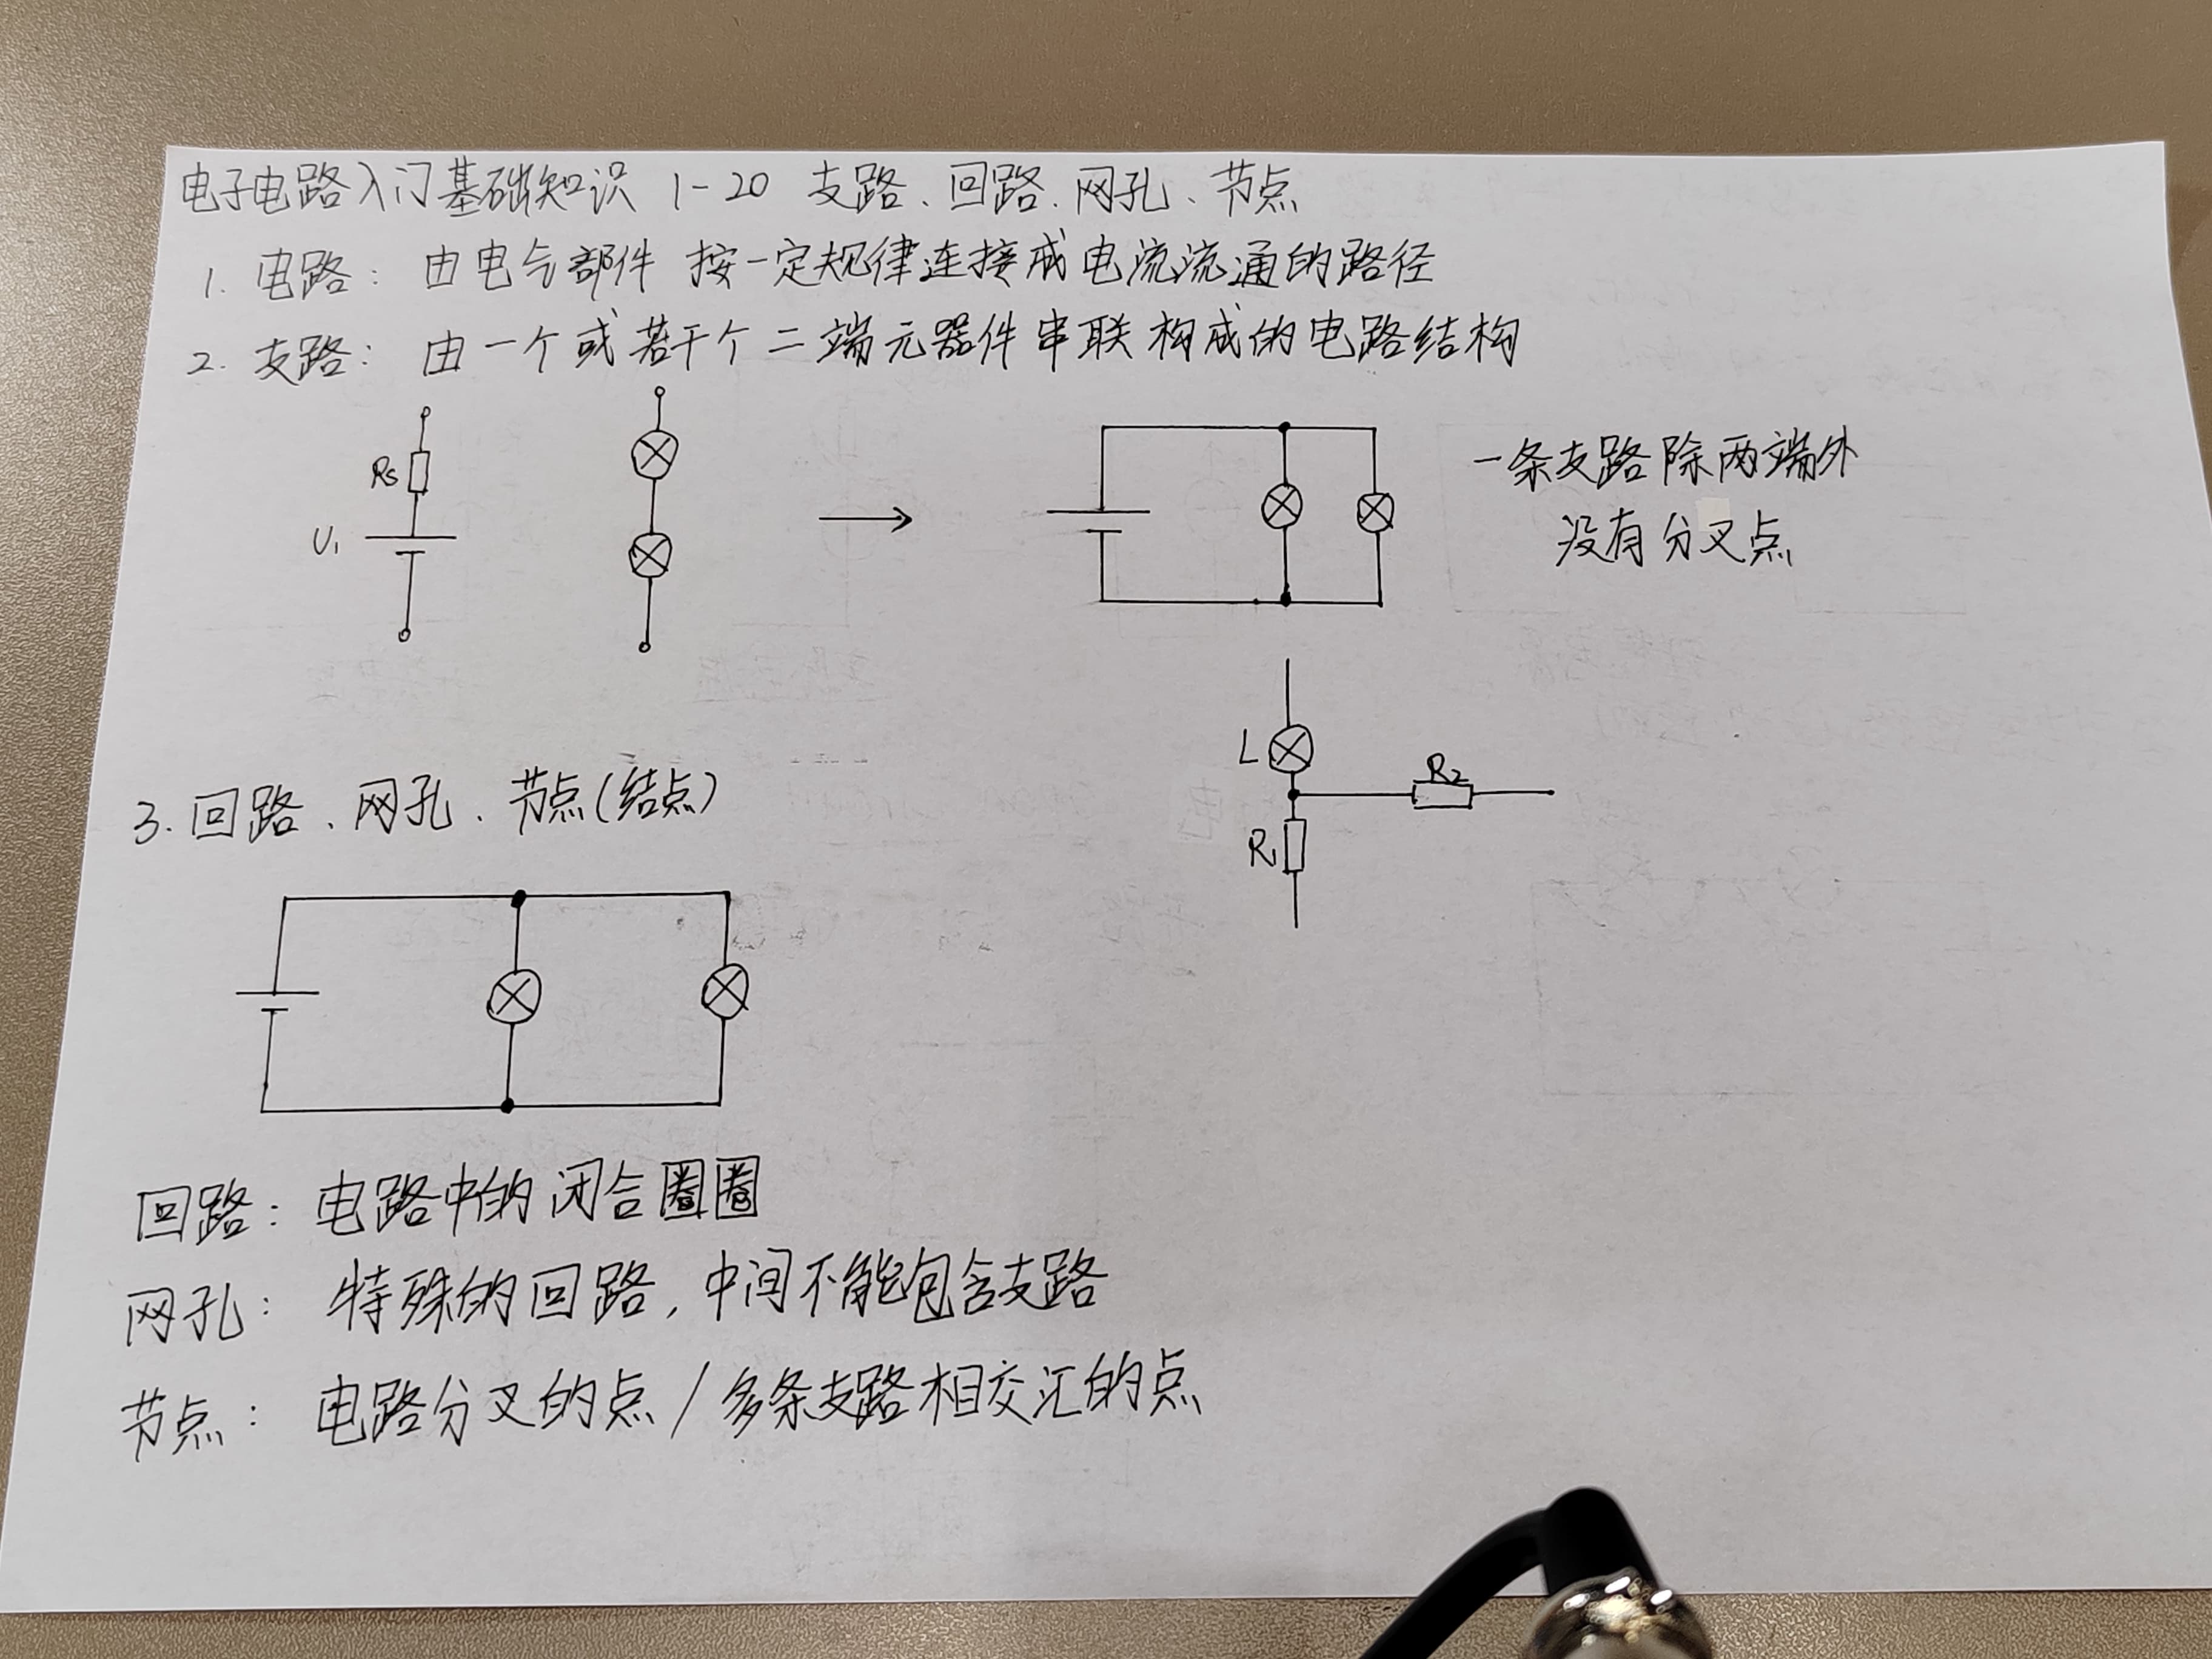 电子电路入门基础知识 1-20 支路、回路、网孔、节点
1. 电路: 由电气部件 按一定规律连接成电流流通的路径
2. 支路: 由一个或若干个二端元器件串联构成的电路结构
Rs
U1
一条支路除两端外
没有分叉点
L
R2
R1
3. 回路、网孔、节点(结点)
回路: 电路中的闭合圈圈
网孔: 特殊的回路,中间不能包含支路
节点: 电路分叉的点/多条支路相交汇的点